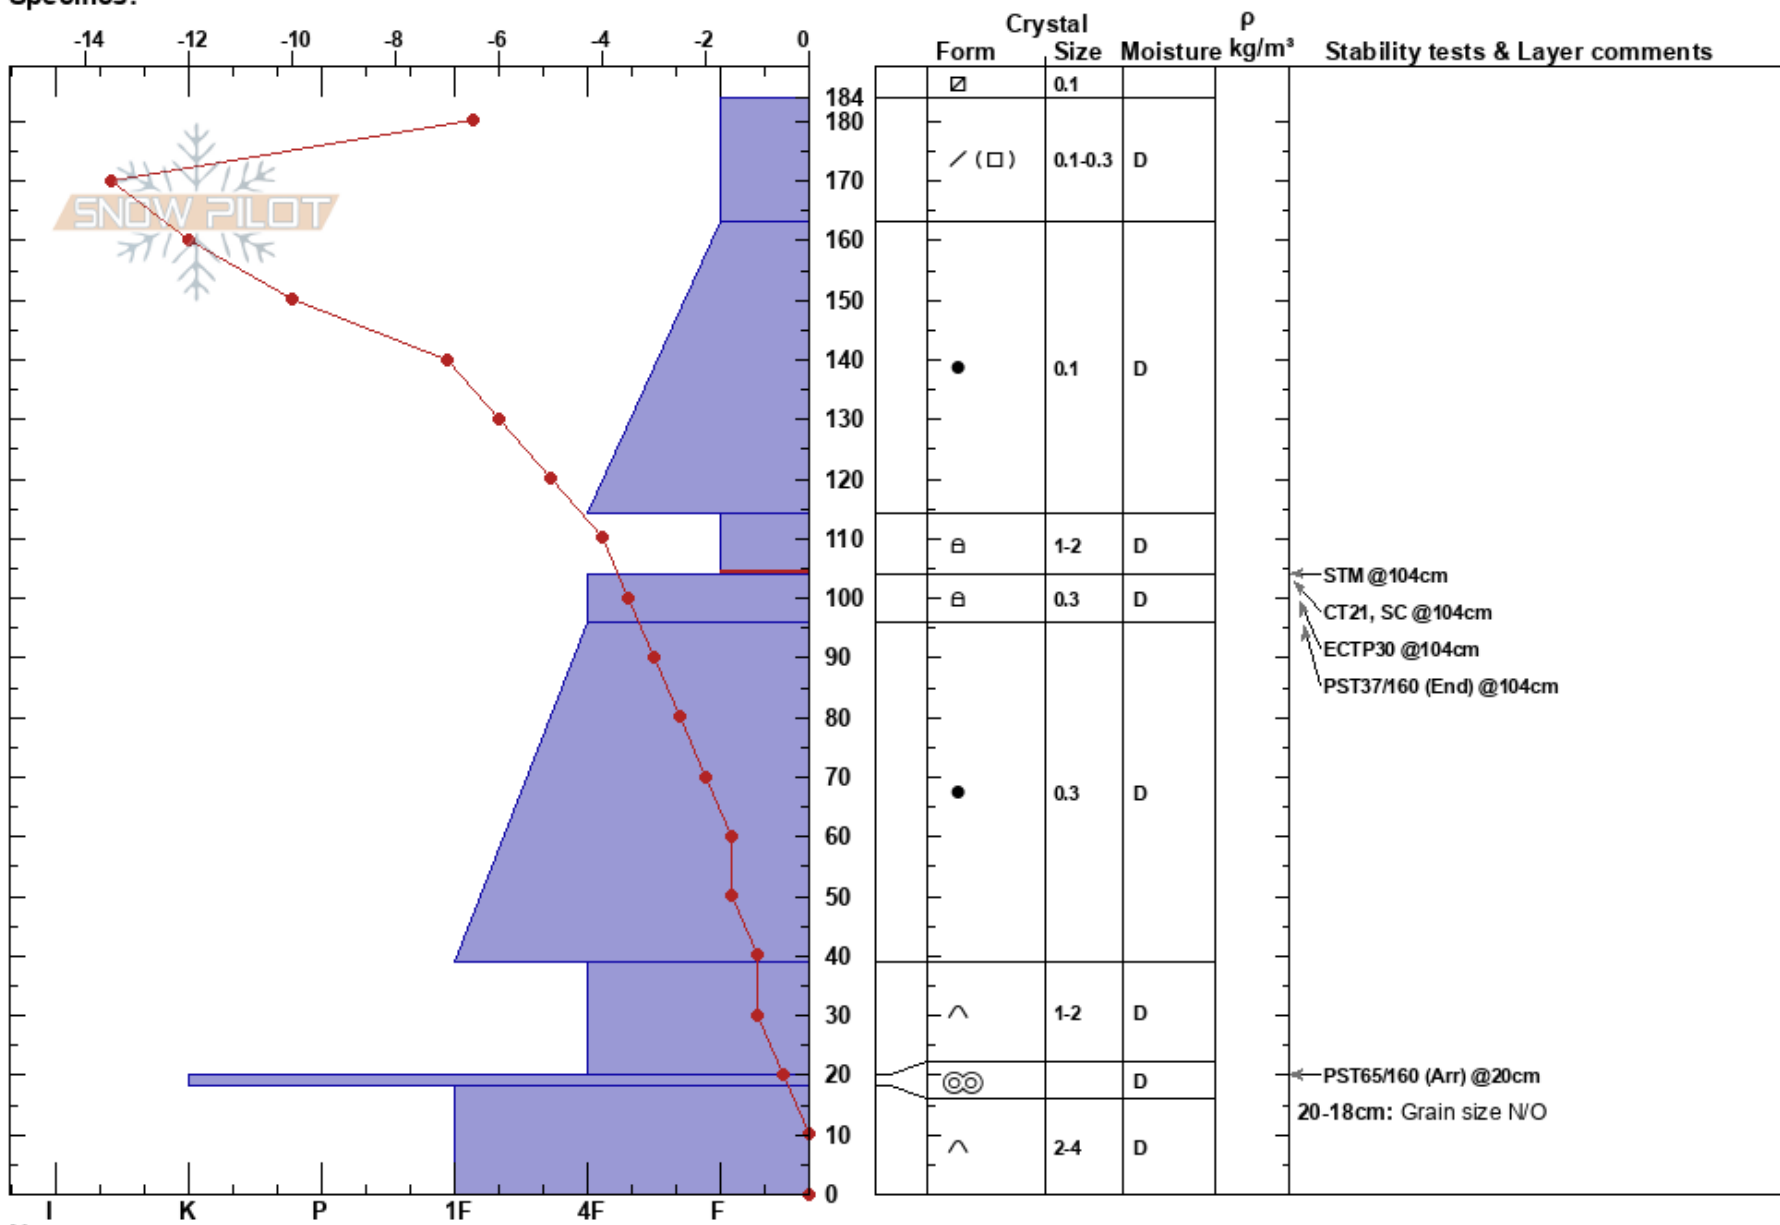 Crystal ρ
-14 -12 -10 -8 -6 -4 -2 0 Form Size Moisture kg/m³ Stability tests & Layer comments
0.1
184
180
0.1-0.3 D
170
SNOW PILOT
160
150
140 0.1 D
130
120
110 1-2 D
STM @104cm
100 0.3 D
CT21, SC @104cm
90 ECTP30 @104cm
PST37/160 (End) @104cm
80
70 0.3 D
60
50
40
30 1-2 D
20 D PST65/160 (Arr) @20cm
20-18cm: Grain size N/O
10 2-4 D
0
I K P 1F 4F F